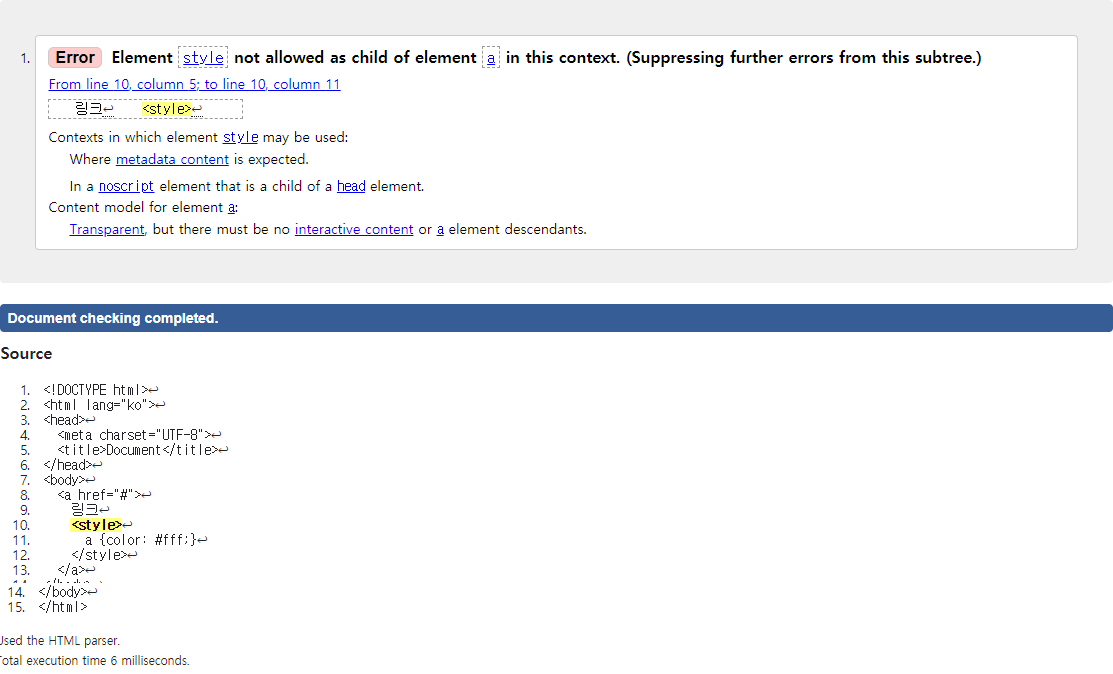 1. Error Element style not allowed as child of element a in this context. (Suppressing further errors from this subtree.)
From line 10, column 5; to line 10, column 11
링크↩ <style>↩
Contexts in which element style may be used:
Where metadata content is expected.
In a noscript element that is a child of a head element.
Content model for element a:
Transparent, but there must be no interactive content or a element descendants.
Document checking completed.
Source
1. <!DOCTYPE html>↩
2. <html lang="ko">↩
3. <head>↩
4. <meta charset="UTF-8">↩
5. <title>Document</title>↩
6. </head>↩
7. <body>↩
8. <a href="#">↩
9. 링크↩
10. <style>↩
11. a {color: #fff;}↩
12. </style>↩
13. </a>↩
14. </body>↩
15. </html>
Used the HTML parser.
Total execution time 6 milliseconds.